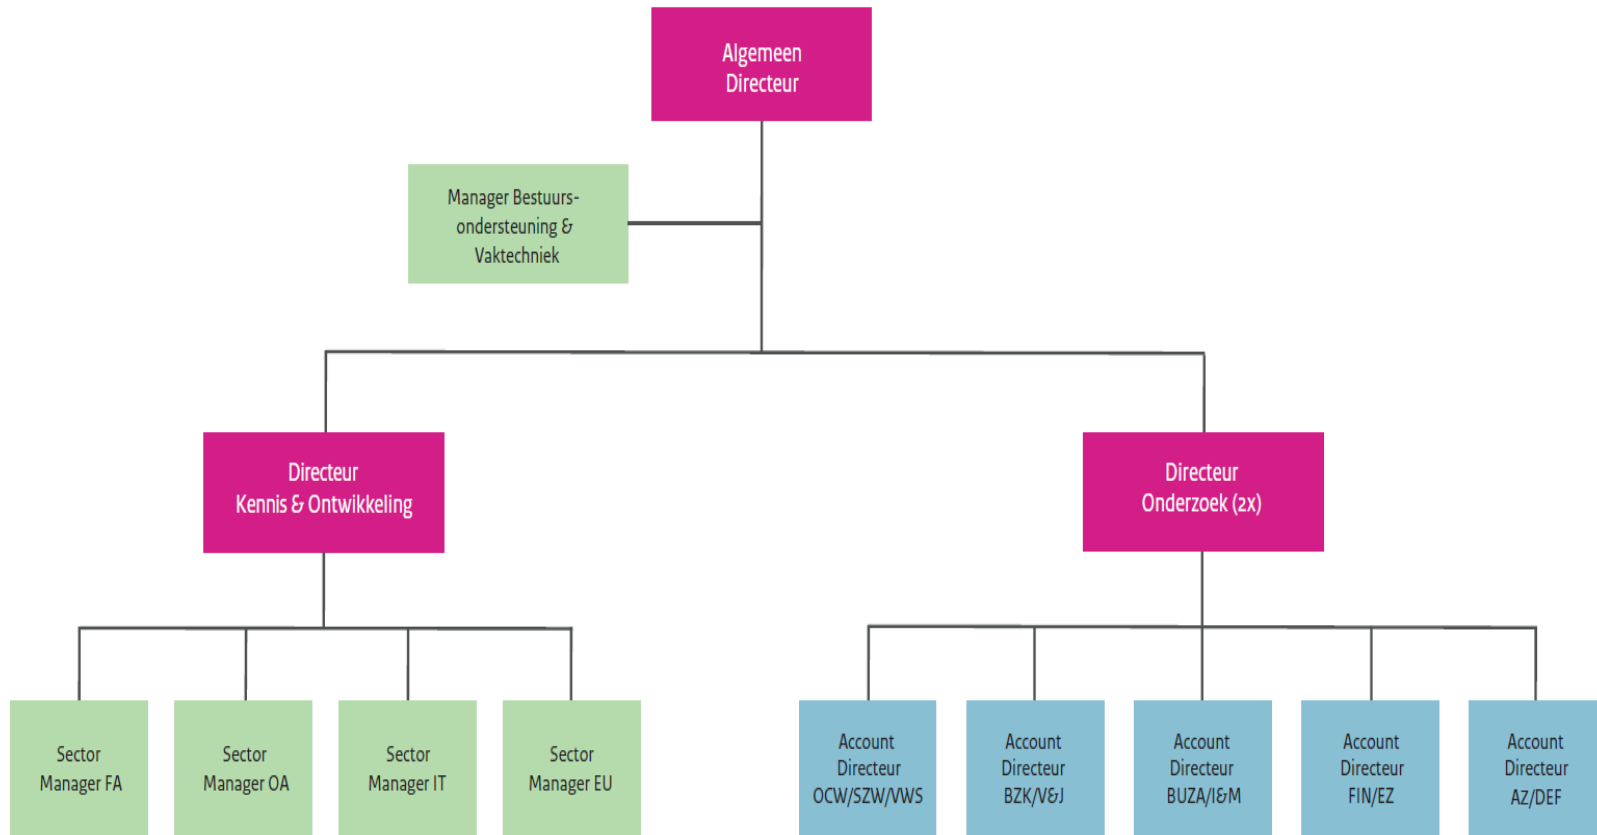 Algemeen
Directeur
Manager Bestuurs-
ondersteuning &
Vaktechniek
Directeur
Kennis & Ontwikkeling
Directeur
Onderzoek (2x)
Sector
Manager FA
Sector
Manager OA
Sector
Manager IT
Sector
Manager EU
Account
Directeur
OCW/SZW/VWS
Account
Directeur
BZK/V&J
Account
Directeur
BUZA/I&M
Account
Directeur
FIN/EZ
Account
Directeur
AZ/DEF